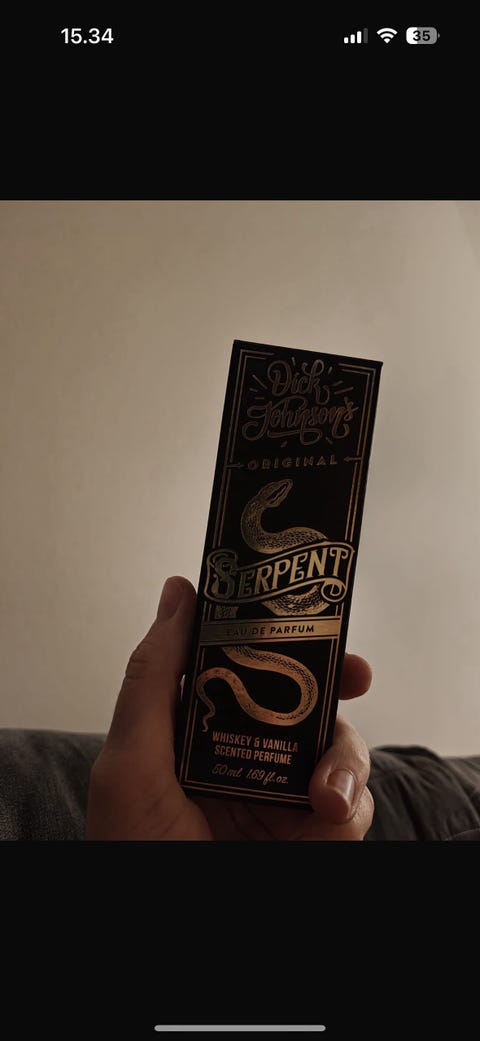 15.34
35
Dick
Johnson's
ORIGINAL
SERPENT
EAU DE PARFUM
WHISKEY & VANILLA
SCENTED PERFUME
50 ml 1.69 fl. oz.